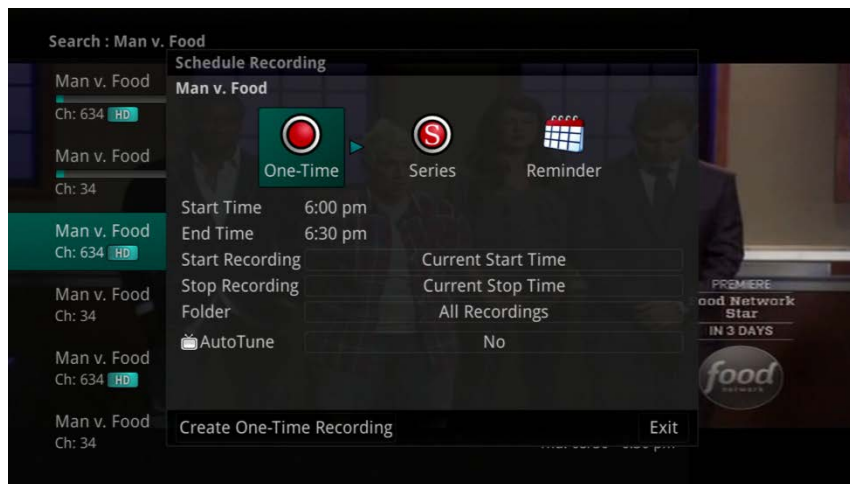 Search : Man v. Food
Schedule Recording
Man v. Food
One-Time
Series
Reminder
Start Time 6:00 pm
End Time 6:30 pm
Start Recording Current Start Time
Stop Recording Current Stop Time
Folder All Recordings
AutoTune No
Create One-Time Recording Exit
Man v. Food
Ch: 634 HD
Man v. Food
Ch: 34
Man v. Food
Ch: 634 HD
Man v. Food
Ch: 34
Man v. Food
Ch: 634 HD
Man v. Food
Ch: 34
PREMIERE
ood Network
Star
IN 3 DAYS
food
network